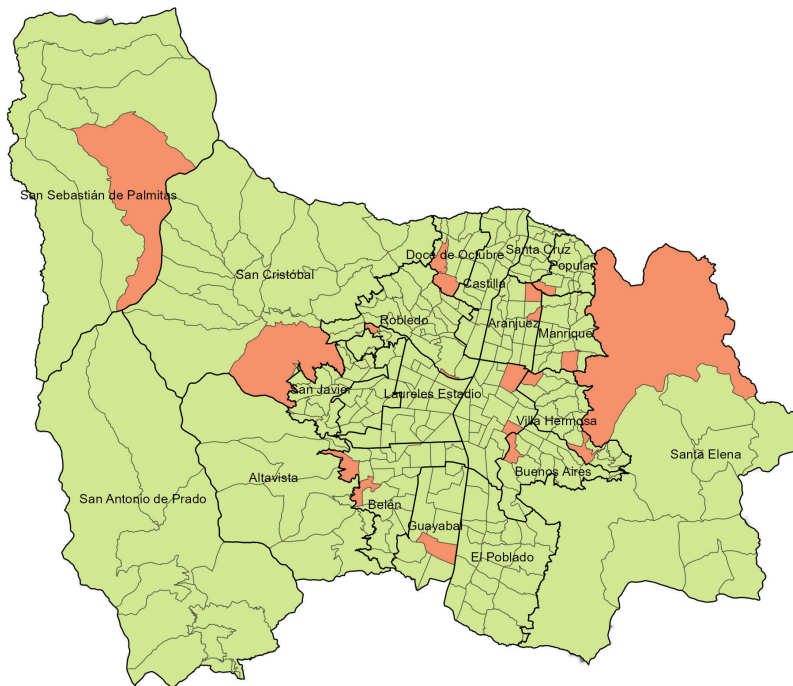 San Sebastián de Palmitas
San Cristóbal
Doce de Octubre
Santa Cruz
Popular
Castilla
Robledo
Aranjuez
Manrique
San Javier
Laureles Estadio
Villa Hermosa
Santa Elena
Buenos Aires
Altavista
San Antonio de Prado
Belén
Guayabal
El Poblado